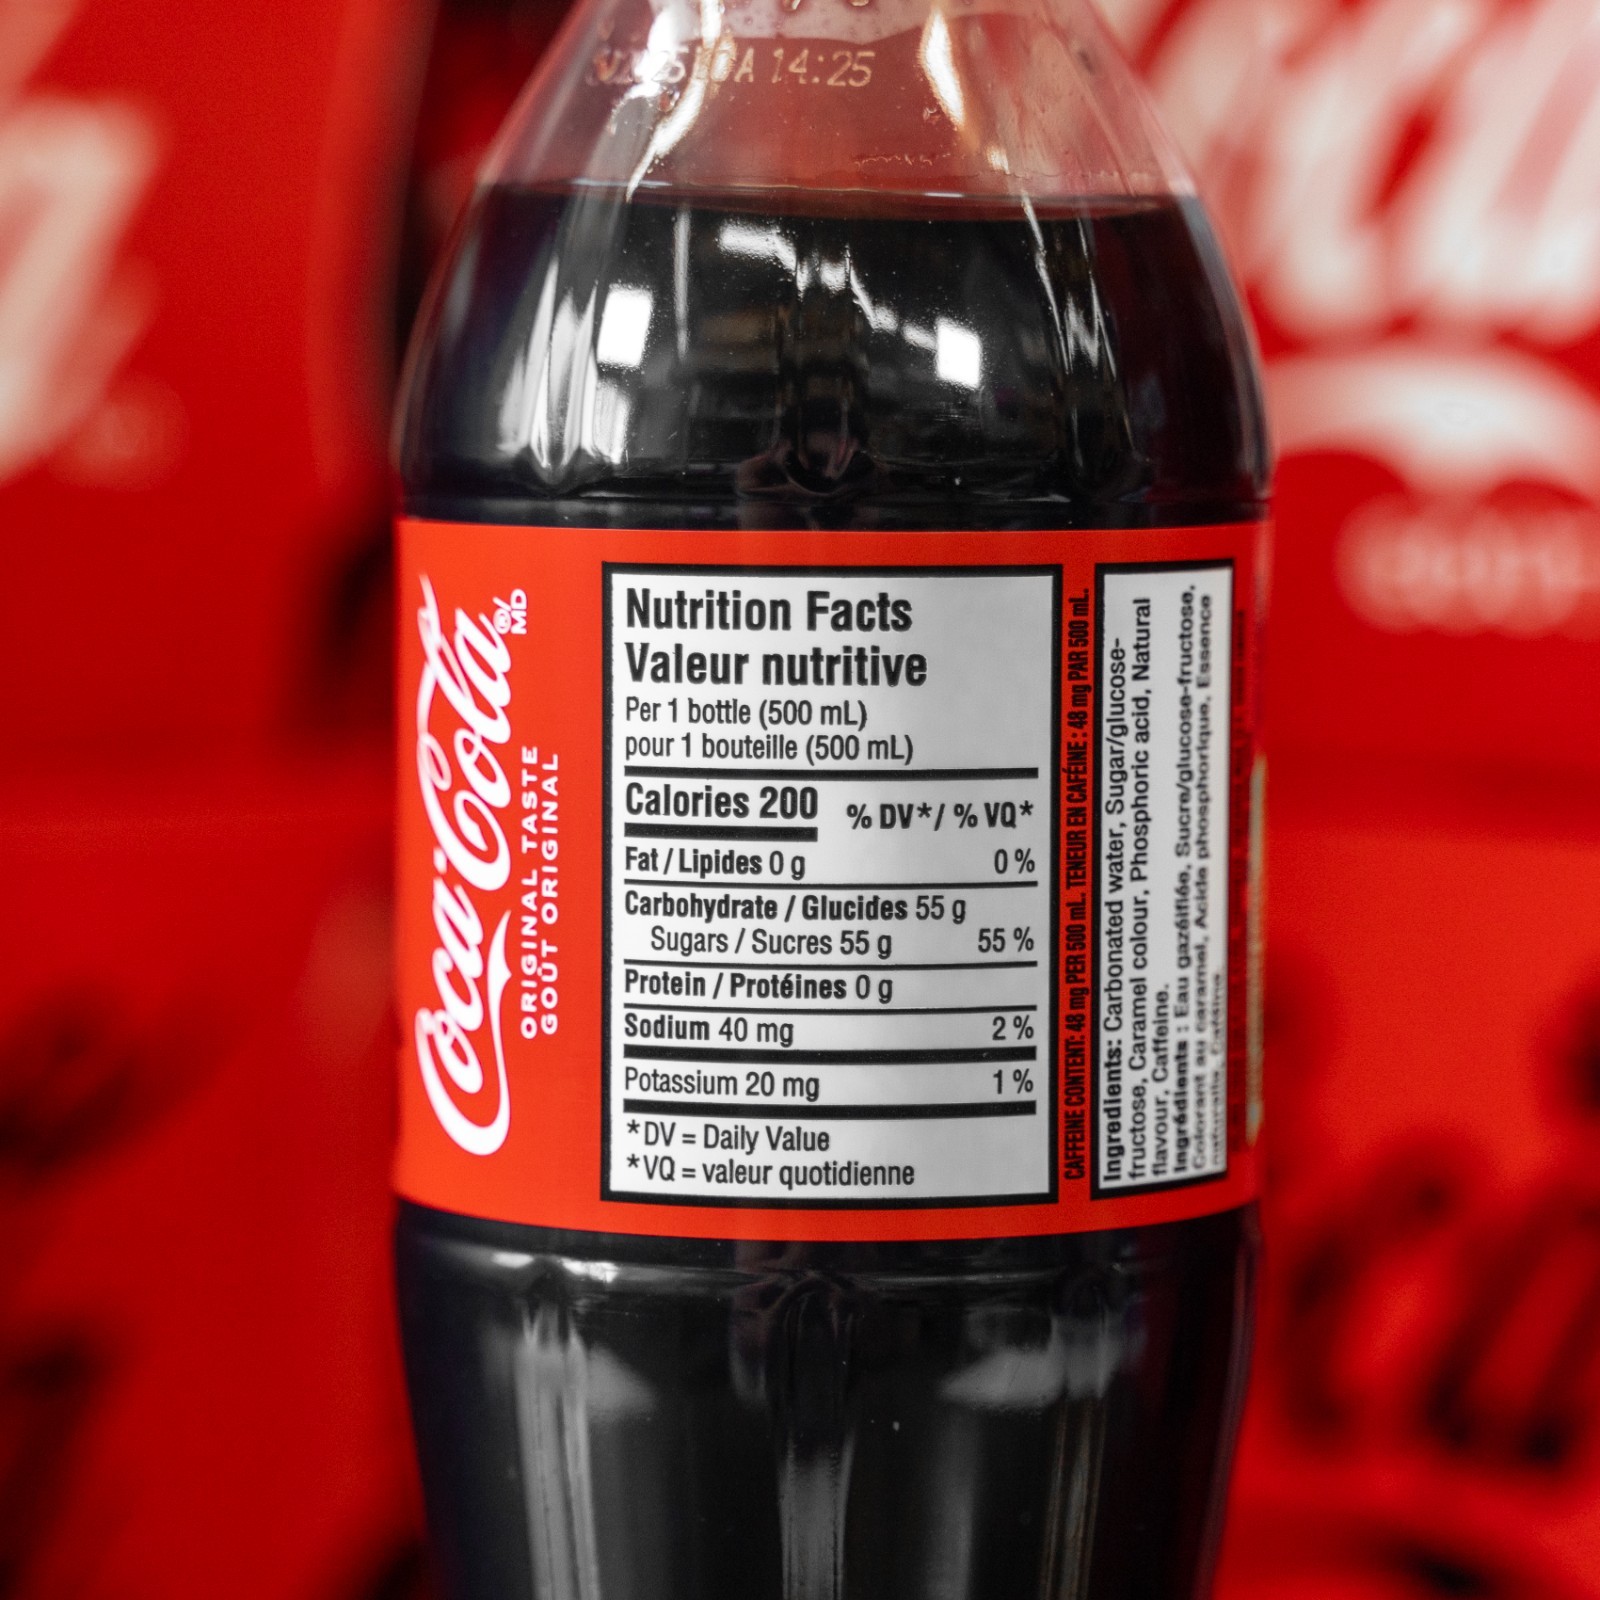 A 14:25
Coca-Cola
®/
MD
ORIGINAL TASTE
GOÛT ORIGINAL
Nutrition Facts
Valeur nutritive
Per 1 bottle (500 mL)
pour 1 bouteille (500 mL)
Calories 200
% DV*/ % VQ*
Fat / Lipides 0 g 0 %
Carbohydrate / Glucides 55 g
Sugars / Sucres 55 g 55 %
Protein / Protéines 0 g
Sodium 40 mg 2 %
Potassium 20 mg 1 %
*DV = Daily Value
*VQ = valeur quotidienne
CAFFEINE CONTENT: 48 mg PER 500 mL. TENEUR EN CAFÉINE : 48 mg PAR 500 mL.
Ingredients: Carbonated water, Sugar/glucose-
fructose, Caramel colour, Phosphoric acid, Natural
flavour, Caffeine.
Ingrédients : Eau gazéifiée, Sucre/glucose-fructose,
Colorant au caramel, Acide phosphorique, Essence
naturelle, Caféine